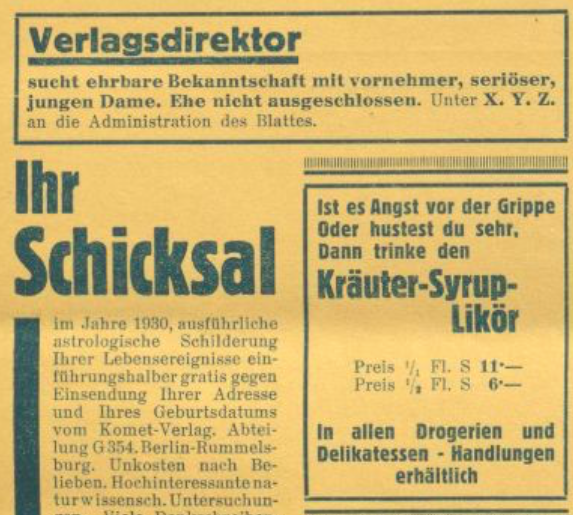 Verlagsdirektor
sucht ehrbare Bekanntschaft mit vornehmer, seriöser,
jungen Dame. Ehe nicht ausgeschlossen. Unter X. Y. Z.
an die Administration des Blattes.
Ihr
Schicksal
im Jahre 1930, ausführliche
astrologische Schilderung
Ihrer Lebensereignisse ein-
führungshalber gratis gegen
Einsendung Ihrer Adresse
und Ihres Geburtsdatums
vom Komet-Verlag. Abtei-
lung G 354. Berlin-Rummels-
burg. Unkosten nach Be-
lieben. Hochinteressante na-
turwissensch. Untersuchun-
Ist es Angst vor der Grippe
Oder hustest du sehr,
Dann trinke den
Kräuter-Syrup-
Likör
Preis 1/1 Fl. S 11·—
Preis 1/2 Fl. S 6·—
In allen Drogerien und
Delikatessen - Handlungen
erhältlich